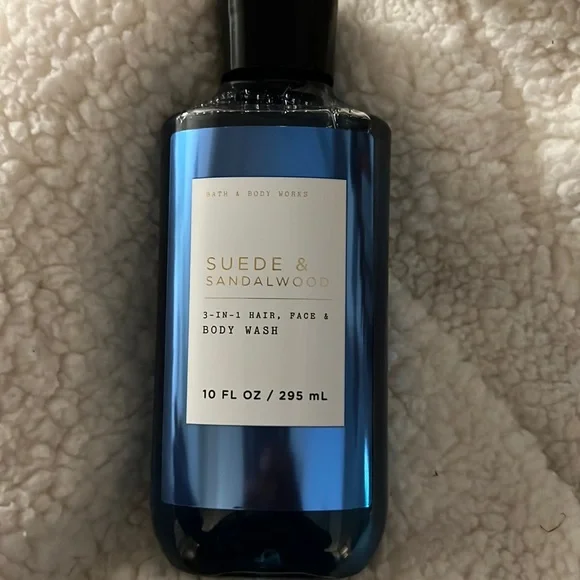 BATH & BODY WORKS
SUEDE &
SANDALWOOD
3-IN-1 HAIR, FACE &
BODY WASH
10 FL OZ / 295 mL